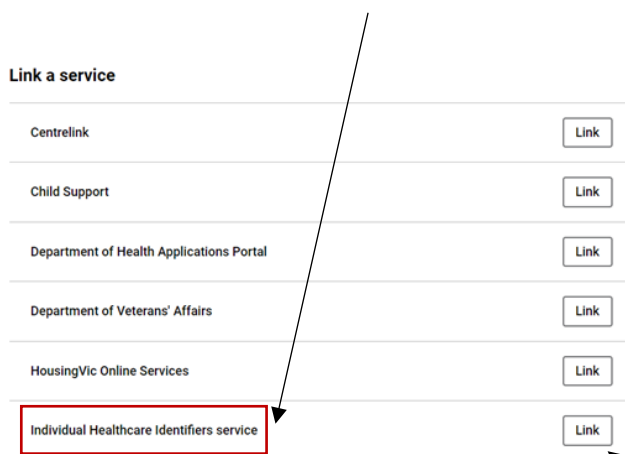 Link a service
Centrelink Link
Child Support Link
Department of Health Applications Portal Link
Department of Veterans' Affairs Link
HousingVic Online Services Link
Individual Healthcare Identifiers service Link